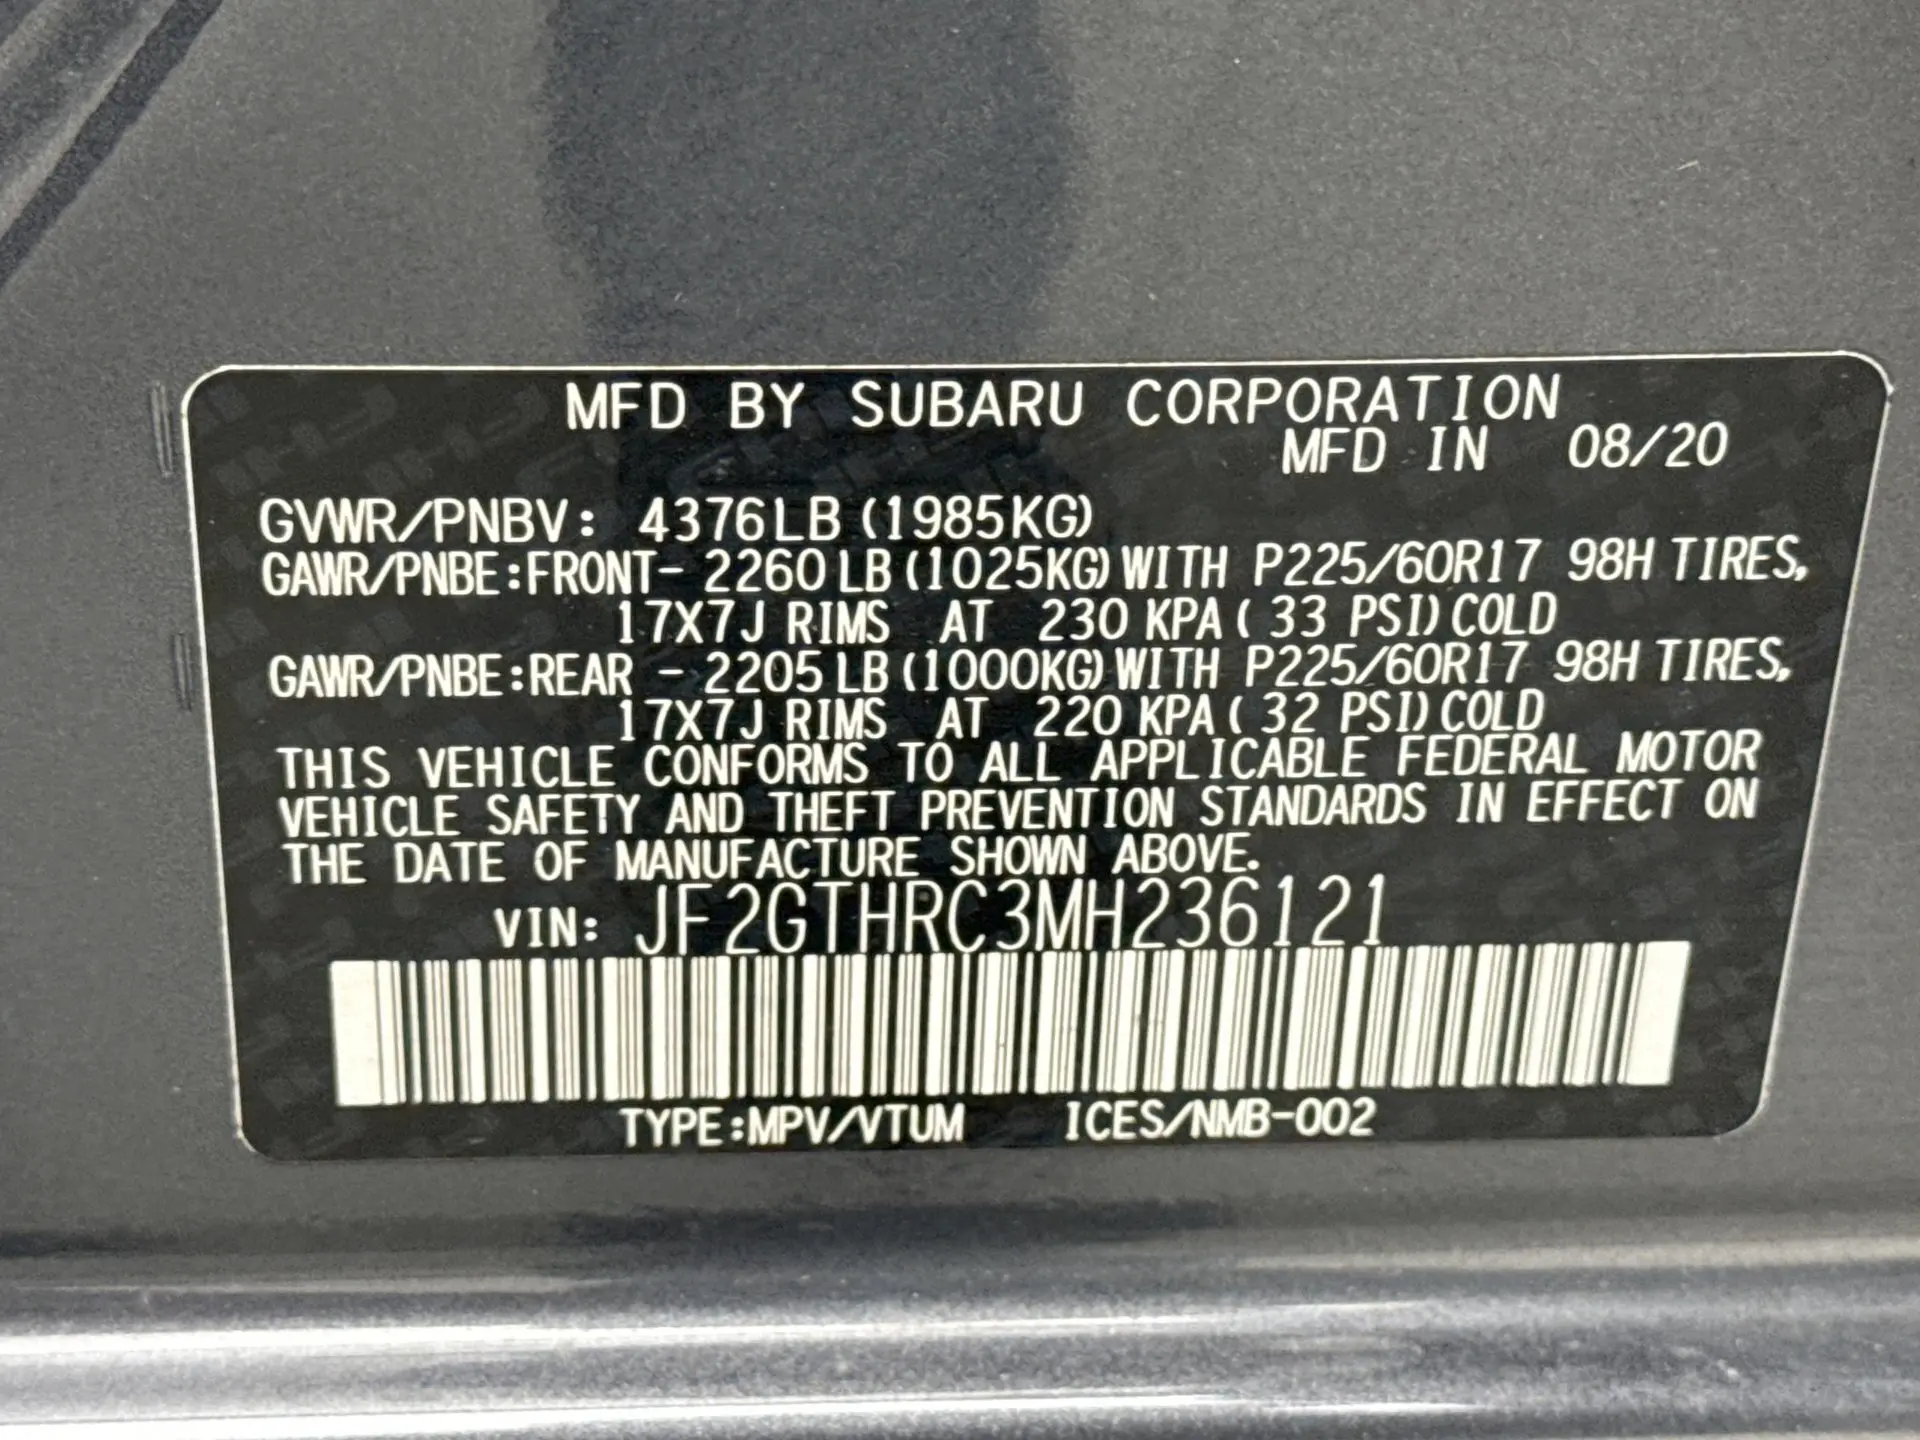 MFD BY SUBARU CORPORATION
MFD IN 08/20
GVWR/PNBV: 4376LB (1985KG)
GAWR/PNBE:FRONT- 2260LB (1025KG) WITH P225/60R17 98H TIRES,
17X7J RIMS AT 230 KPA ( 33 PSI) COLD
GAWR/PNBE:REAR - 2205LB (1000KG) WITH P225/60R17 98H TIRES,
17X7J RIMS AT 220 KPA ( 32 PSI) COLD
THIS VEHICLE CONFORMS TO ALL APPLICABLE FEDERAL MOTOR
VEHICLE SAFETY AND THEFT PREVENTION STANDARDS IN EFFECT ON
THE DATE OF MANUFACTURE SHOWN ABOVE.
VIN: JF2GTHRC3MH236121
TYPE:MPV/VTUM ICES/NMB-002